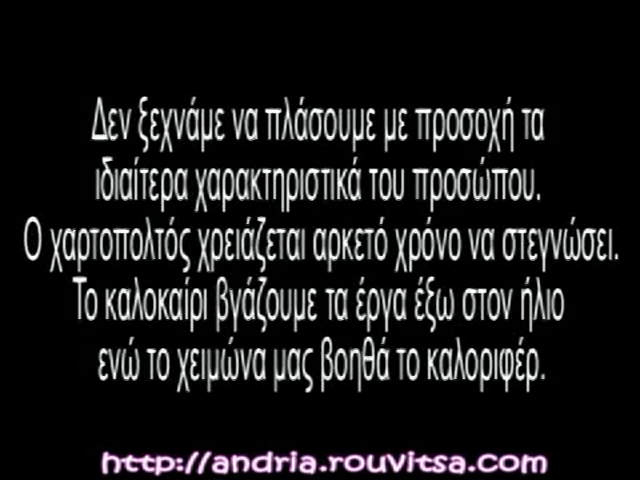 Δεν ξεχνάμε να πλάσουμε με προσοχή τα
ιδιαίτερα χαρακτηριστικά του προσώπου.
Ο χαρτοπολτός χρειάζεται αρκετό χρόνο να στεγνώσει.
Το καλοκαίρι βγάζουμε τα έργα έξω στον ήλιο
ενώ το χειμώνα μας βοηθά το καλοριφέρ.
http://andria.rouvitsa.com